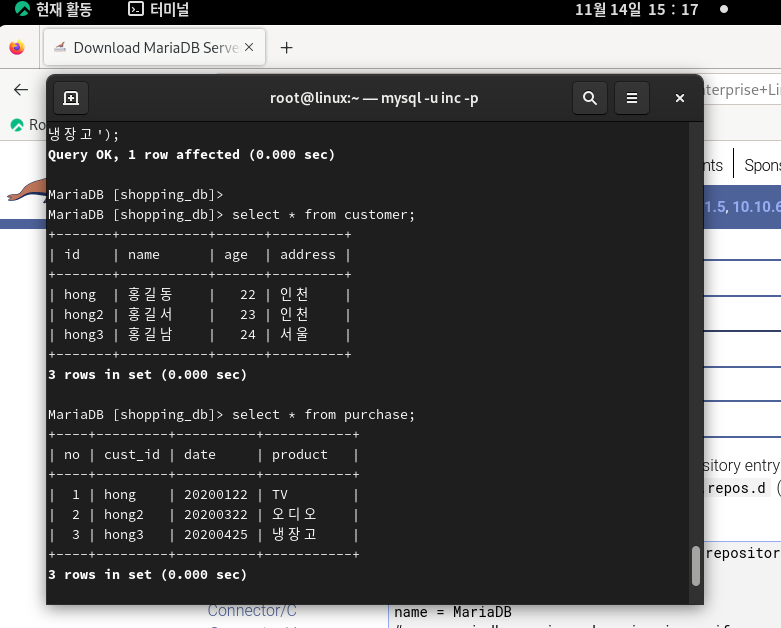 현재 활동 터미널 11월 14일 15 : 17
Download MariaDB Serve
Ro
root@linux:~ — mysql -u inc -p
terprise+Li
nts Spons
1.5, 10.10.6
냉장고');
Query OK, 1 row affected (0.000 sec)
MariaDB [shopping_db]>
MariaDB [shopping_db]> select * from customer;
+-------+-----------+------+---------+
| id    | name      | age  | address |
+-------+-----------+------+---------+
| hong  | 홍길동    |   22 | 인천    |
| hong2 | 홍길서    |   23 | 인천    |
| hong3 | 홍길남    |   24 | 서울    |
+-------+-----------+------+---------+
3 rows in set (0.000 sec)
MariaDB [shopping_db]> select * from purchase;
+----+---------+----------+-----------+
| no | cust_id | date     | product   |
+----+---------+----------+-----------+
|  1 | hong    | 20200122 | TV        |
|  2 | hong2   | 20200322 | 오디오    |
|  3 | hong3   | 20200425 | 냉장고    |
+----+---------+----------+-----------+
3 rows in set (0.000 sec)
sitory entry
.repos.d (
repositor
Connector/C
name = MariaDB